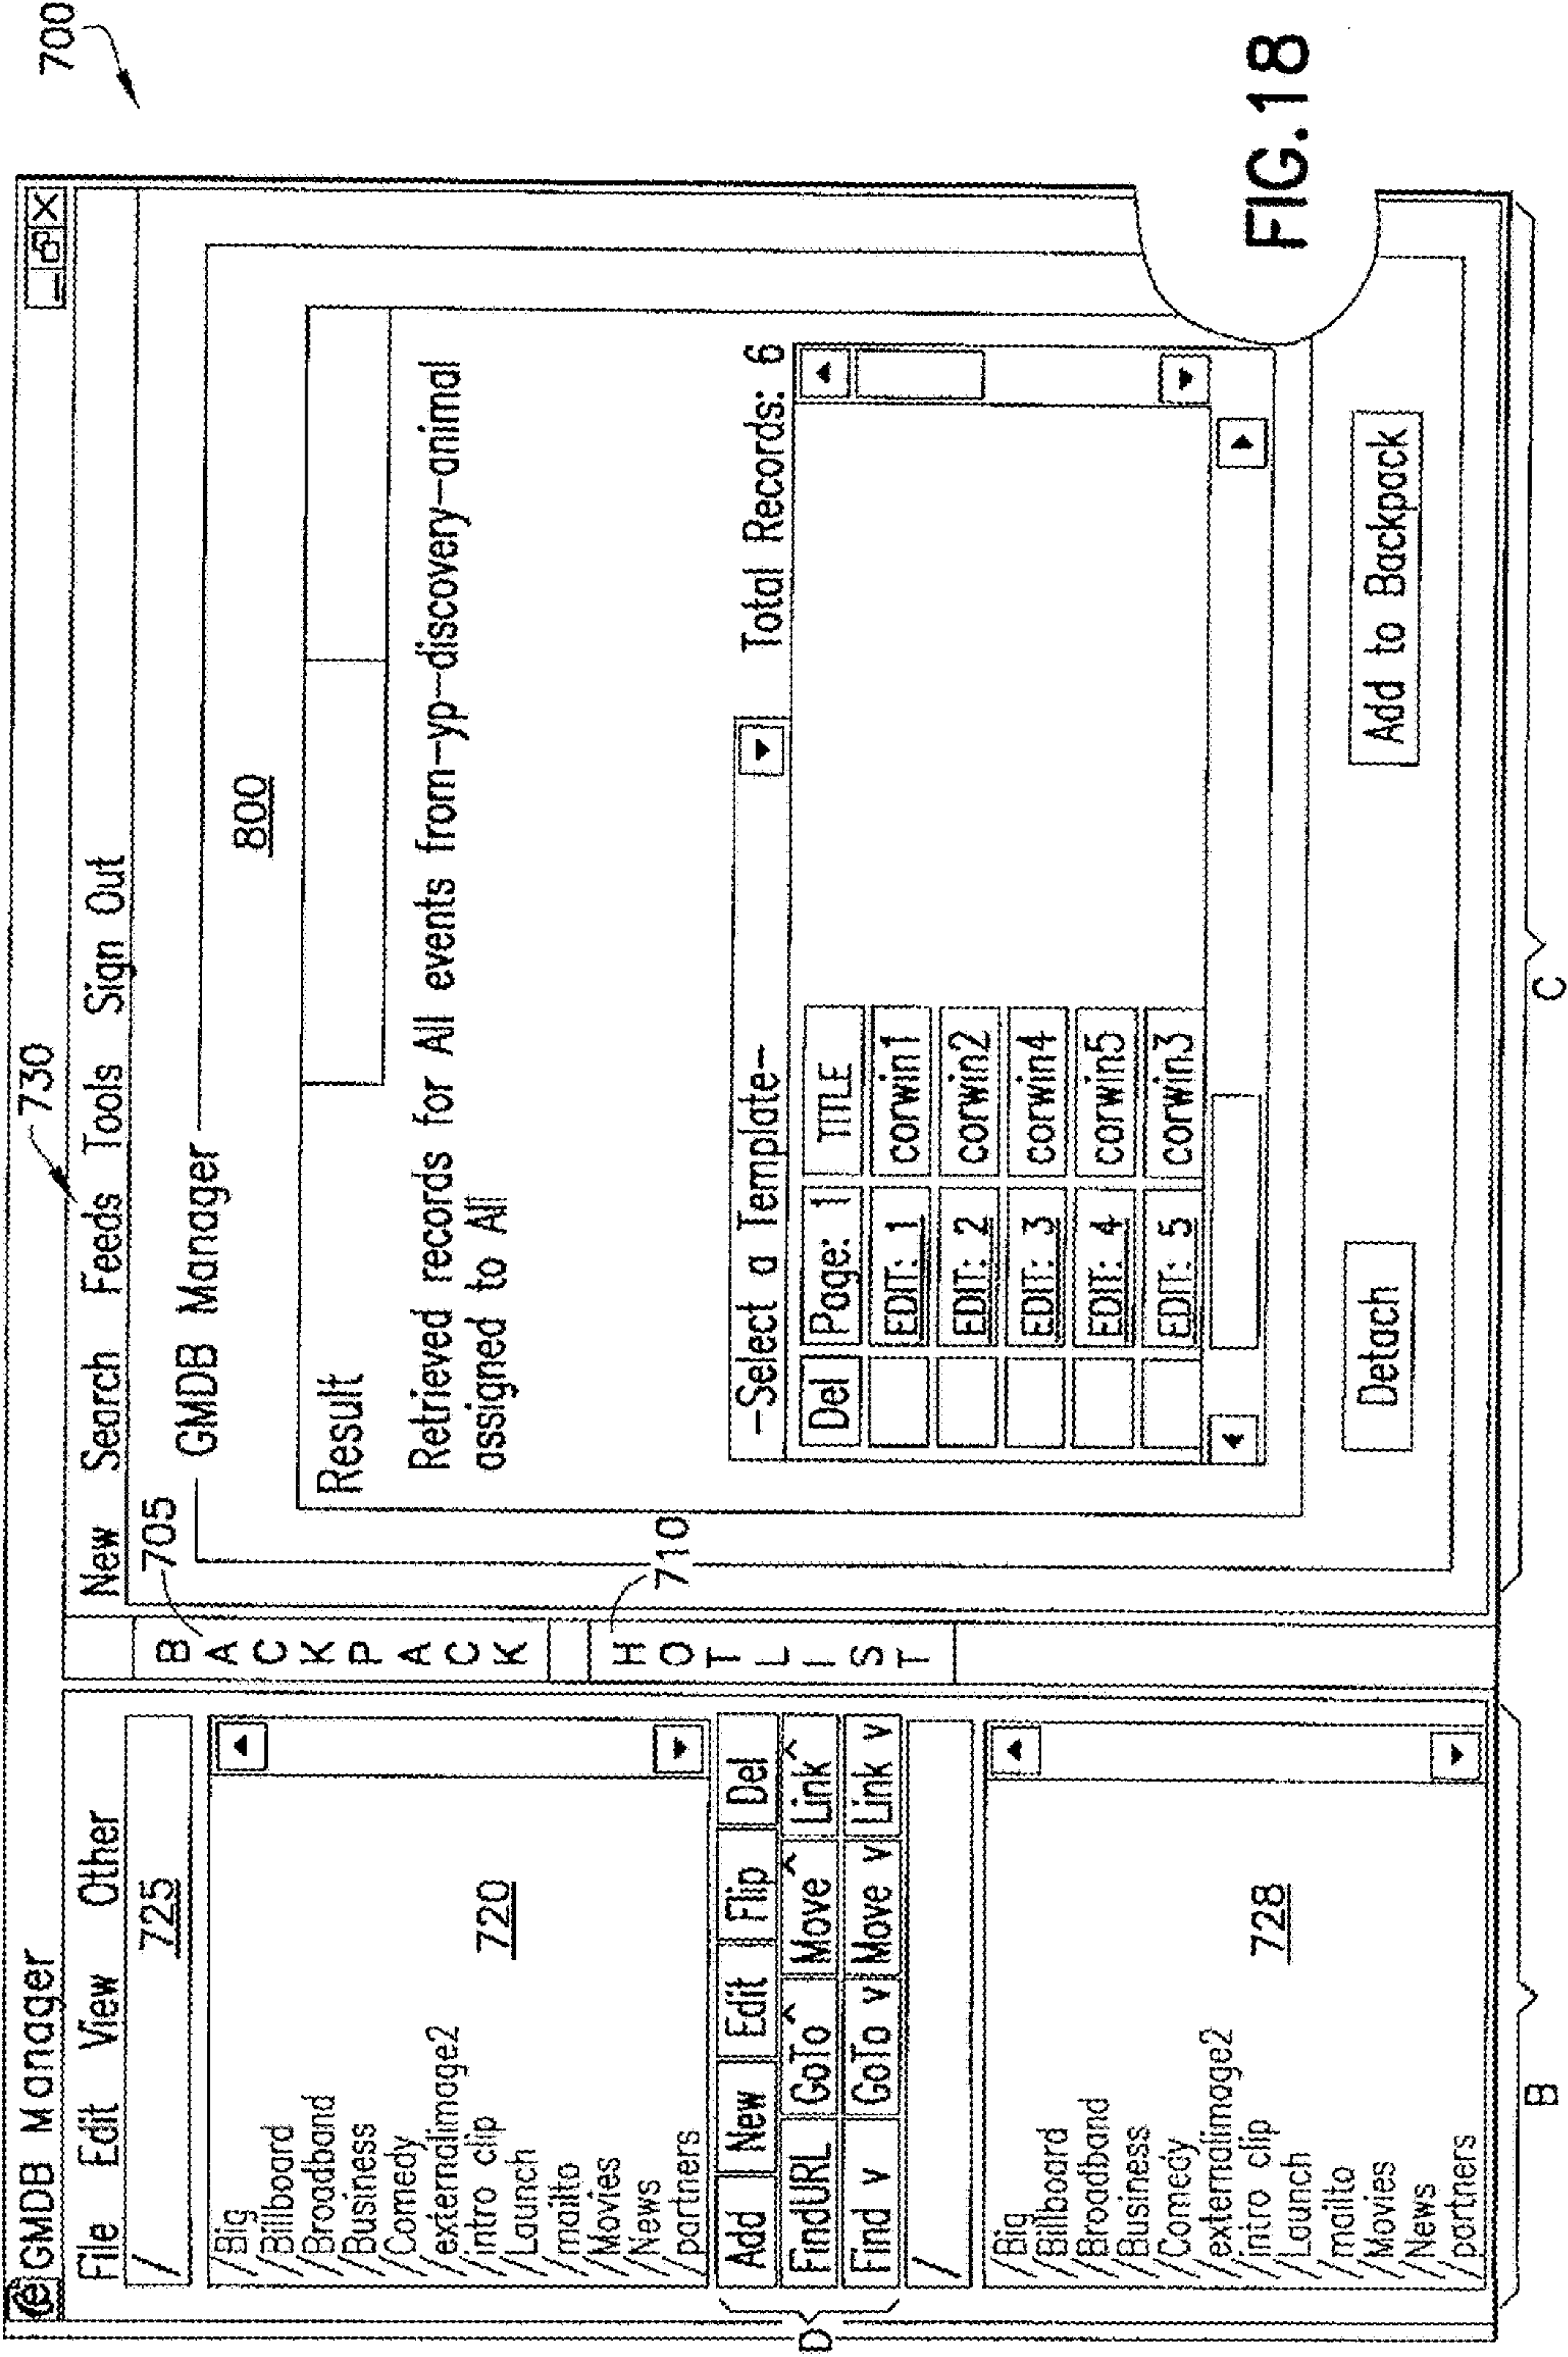 700
@GMDB Manager
730
File Edit View Other
New Search Feeds Tools Sign Out
/
725
705
GMDB Manager
800
/Big
/Billboard
/Broadband
/Business
/Comedy
/externalimage2
/intro clip
/Launch
/mailto
/Movies
/News
/partners
720
BACKPACK
Result
Retrieved records for All events from-yp-discovery-animal
assigned to All
710
HOTLIST
D
Add New Edit Flip Del
FindURL GoTo ^ Move ^ Link ^
Find v GoTo v Move v Link v
/
-Select a Template-
Total Records: 6
Del Page: 1 TITLE
EDIT: 1 corwin1
EDIT: 2 corwin2
EDIT: 3 corwin4
EDIT: 4 corwin5
EDIT: 5 corwin3
/Big
/Billboard
/Broadband
/Business
/Comedy
/externalimage2
/intro clip
/Launch
/mailto
/Movies
/News
/partners
728
Detach
Add to Backpack
B
C
FIG.18